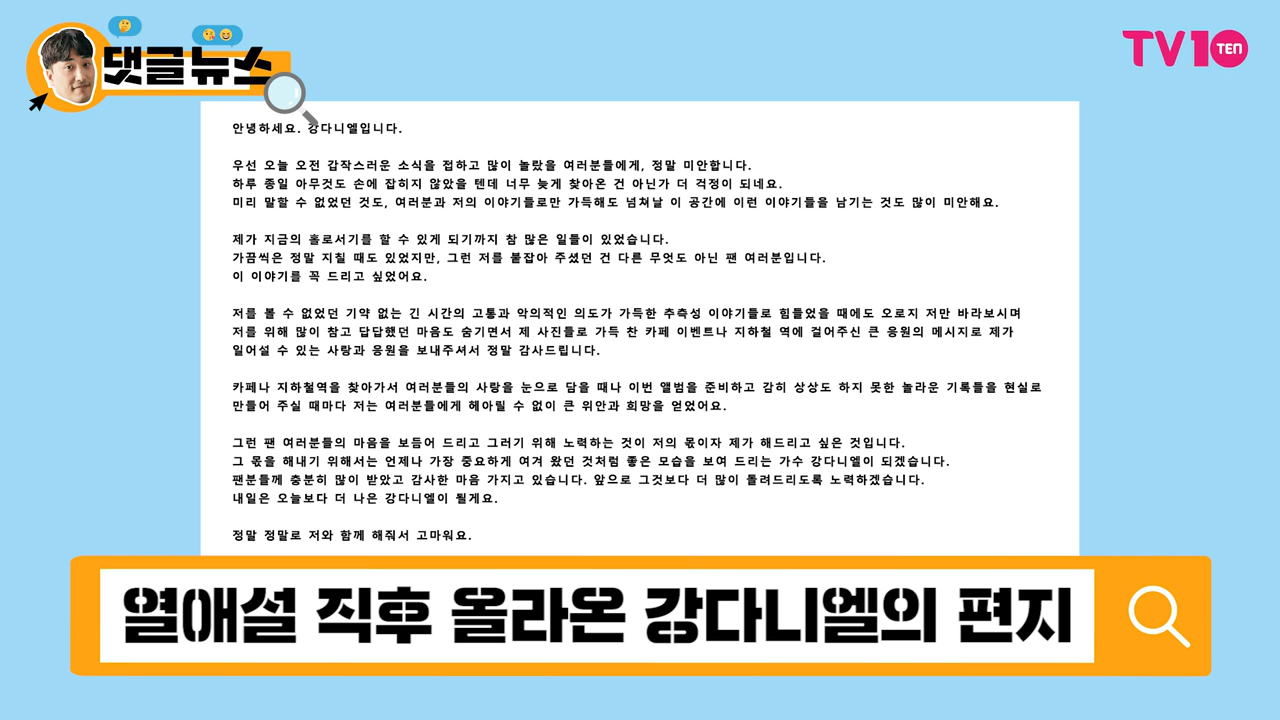 댓글뉴스
TV10 TEN
안녕하세요. 강다니엘입니다.
우선 오늘 오전 갑작스러운 소식을 접하고 많이 놀랐을 여러분들에게, 정말 미안합니다.
하루 종일 아무것도 손에 잡히지 않았을 텐데 너무 늦게 찾아온 건 아닌가 더 걱정이 되네요.
미리 말할 수 없었던 것도, 여러분과 저의 이야기들로만 가득해도 넘쳐날 이 공간에 이런 이야기들을 남기는 것도 많이 미안해요.
제가 지금의 홀로서기를 할 수 있게 되기까지 참 많은 일들이 있었습니다.
가끔씩은 정말 지칠 때도 있었지만, 그런 저를 붙잡아 주셨던 건 다른 무엇도 아닌 팬 여러분입니다.
이 이야기를 꼭 드리고 싶었어요.
저를 볼 수 없었던 기약 없는 긴 시간의 고통과 악의적인 의도가 가득한 추측성 이야기들로 힘들었을 때에도 오로지 저만 바라보시며
저를 위해 많이 참고 답답했던 마음도 숨기면서 제 사진들로 가득 찬 카페 이벤트나 지하철 역에 걸어주신 큰 응원의 메시지로 제가
일어설 수 있는 사랑과 응원을 보내주셔서 정말 감사드립니다.
카페나 지하철역을 찾아가서 여러분들의 사랑을 눈으로 담을 때나 이번 앨범을 준비하고 감히 상상도 하지 못한 놀라운 기록들을 현실로
만들어 주실 때마다 저는 여러분들에게 헤아릴 수 없이 큰 위안과 희망을 얻었어요.
그런 팬 여러분들의 마음을 보듬어 드리고 그러기 위해 노력하는 것이 저의 몫이자 제가 해드리고 싶은 것입니다.
그 몫을 해내기 위해서는 언제나 가장 중요하게 여겨 왔던 것처럼 좋은 모습을 보여 드리는 가수 강다니엘이 되겠습니다.
팬분들께 충분히 많이 받았고 감사한 마음 가지고 있습니다. 앞으로 그것보다 더 많이 돌려드리도록 노력하겠습니다.
내일은 오늘보다 더 나은 강다니엘이 될게요.
정말 정말로 저와 함께 해줘서 고마워요.
열애설 직후 올라온 강다니엘의 편지